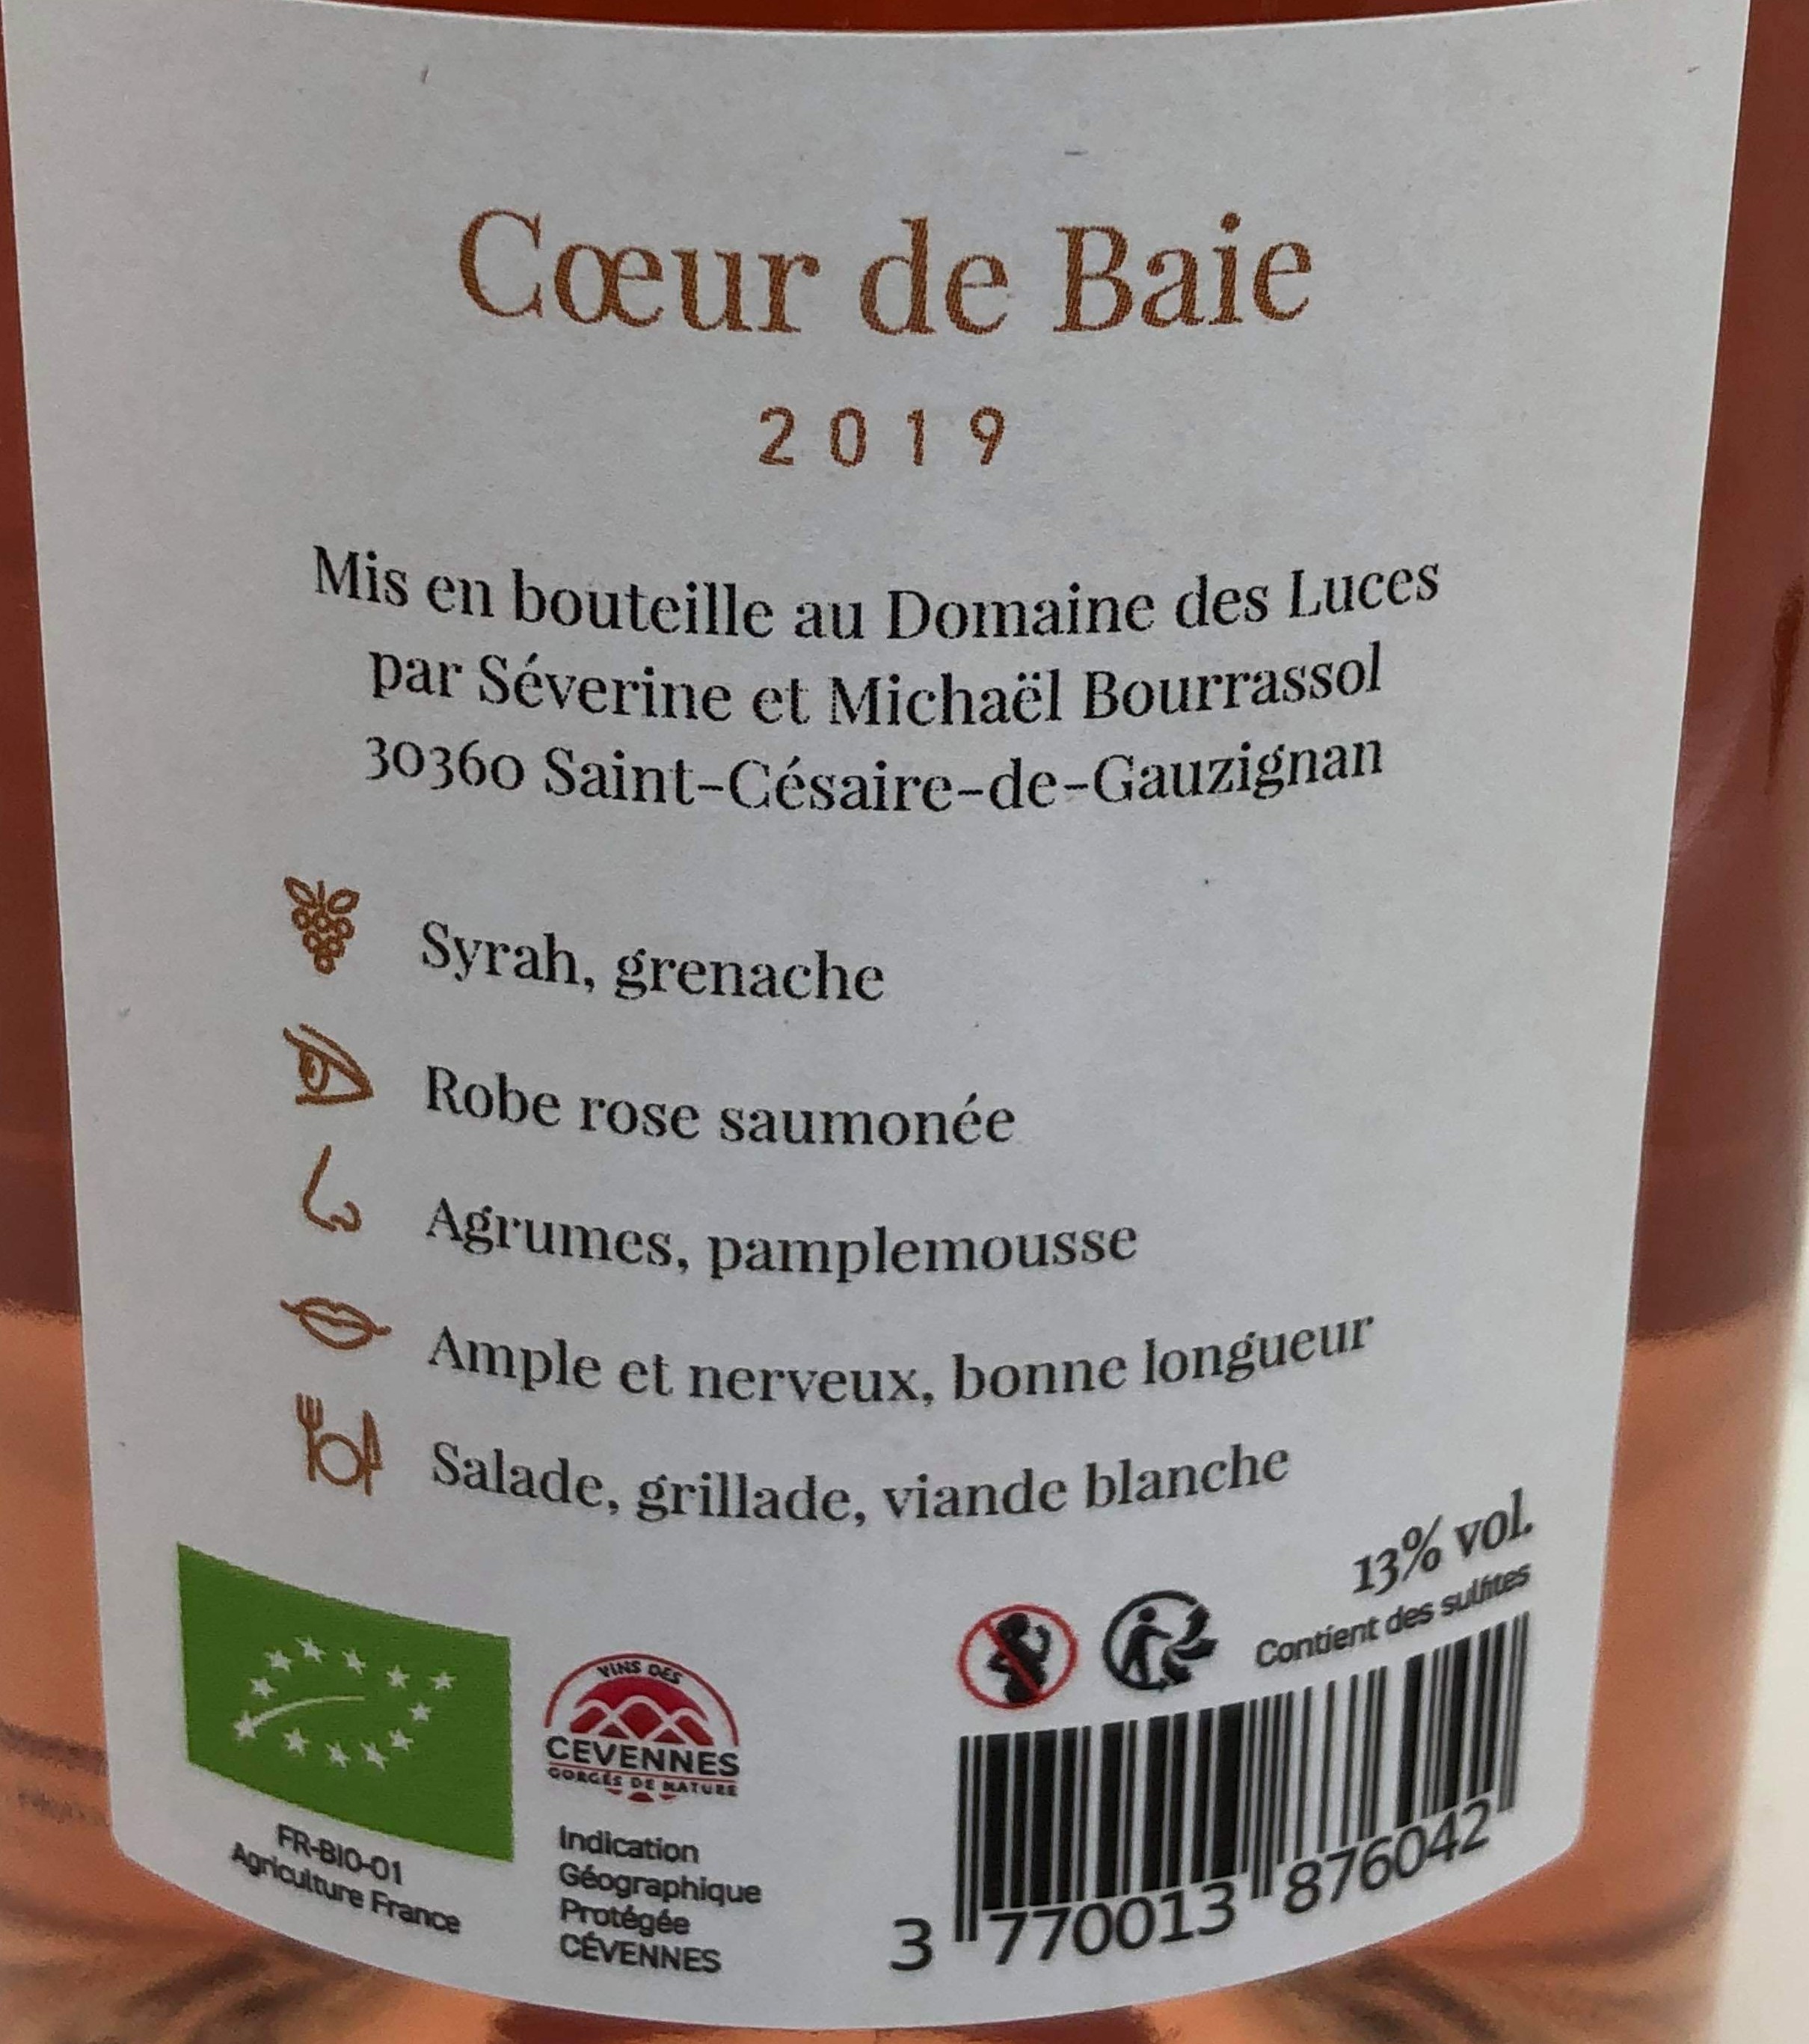 Cœur de Baie
2019
Mis en bouteille au Domaine des Luces
par Séverine et Michaël Bourrassol
30360 Saint-Césaire-de-Gauzignan
Syrah, grenache
Robe rose saumonée
Agrumes, pamplemousse
Ample et nerveux, bonne longueur
Salade, grillade, viande blanche
13% vol.
Contient des sulfites
FR-BIO-01
Agriculture France
VINS DES
CÉVENNES
GORGÉS DE NATURE
Indication
Géographique
Protégée
CÉVENNES
3 770013 876042